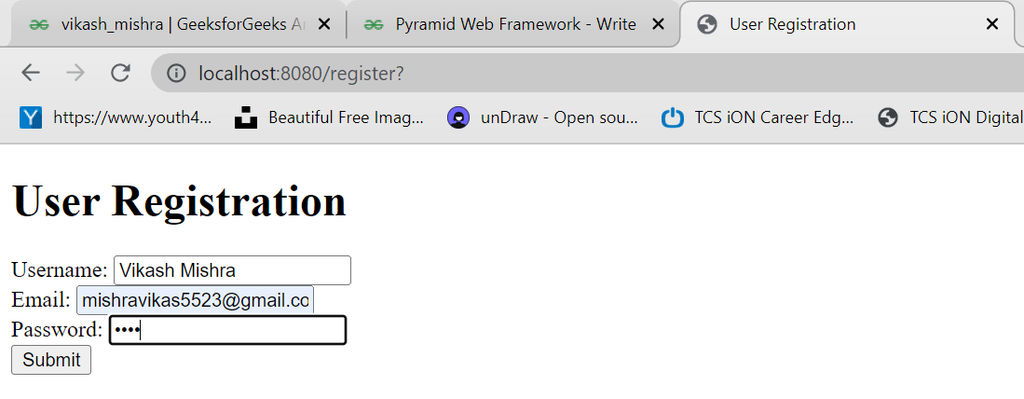 vikash_mishra | GeeksforGeeks A
Pyramid Web Framework - Write
User Registration
localhost:8080/register?
https://www.youth4...
Beautiful Free Imag...
unDraw - Open sou...
TCS iON Career Edg...
TCS iON Digital
User Registration
Username: Vikash Mishra
Email: mishravikas5523@gmail.co
Password: ••••
Submit